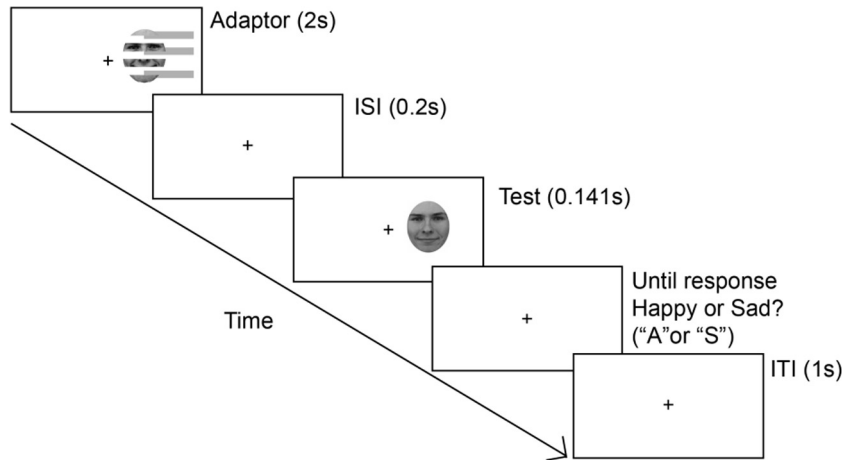 Adaptor (2s)
ISI (0.2s)
Test (0.141s)
Until response
Happy or Sad?
(“A”or “S”)
ITI (1s)
Time